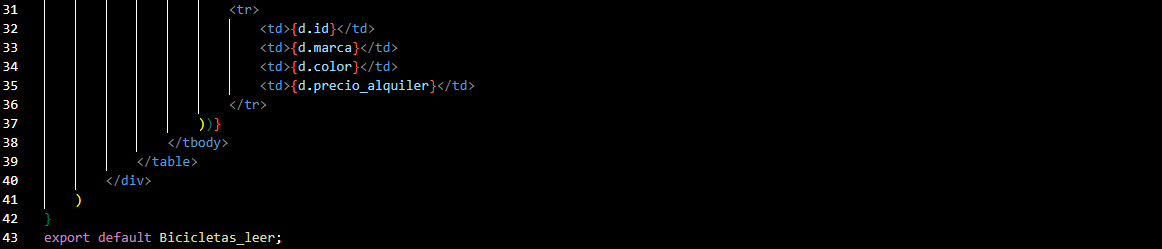 31 <tr>
32 <td>{d.id}</td>
33 <td>{d.marca}</td>
34 <td>{d.color}</td>
35 <td>{d.precio_alquiler}</td>
36 </tr>
37 ))}
38 </tbody>
39 </table>
40 </div>
41 )
42 }
43 export default Bicicletas_leer;